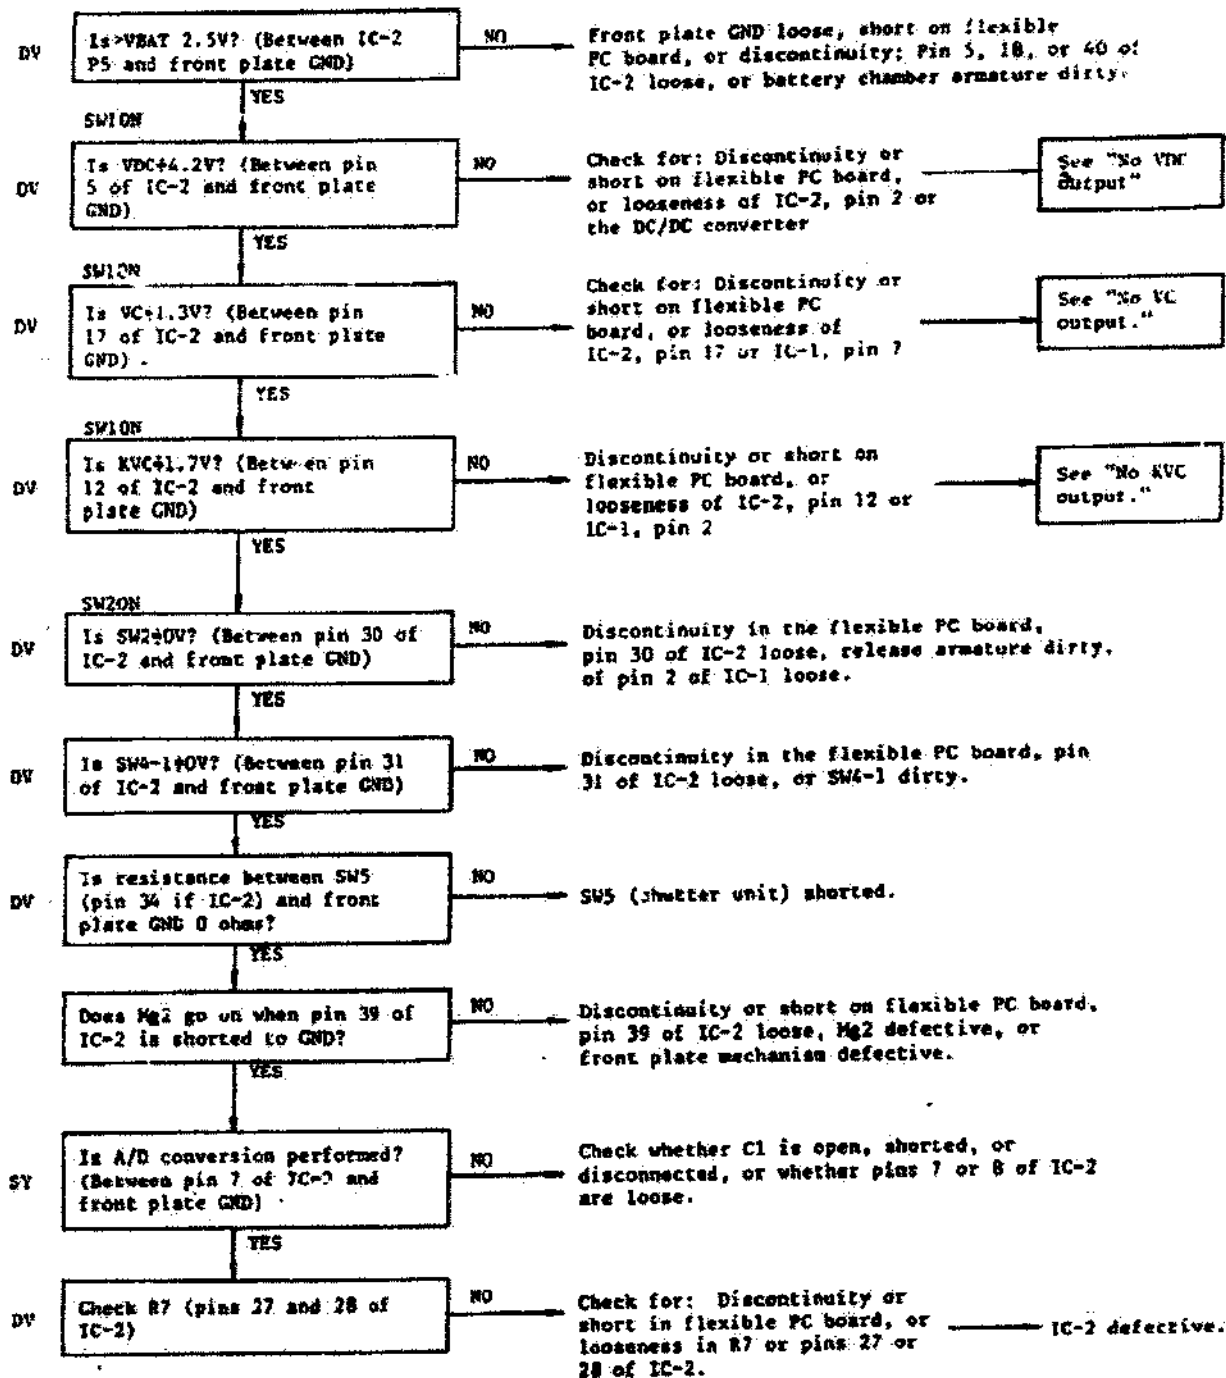 DV
Is>VBAT 2.5V? (Between IC-2
P5 and front plate GND)
NO
Front plate GND loose, short on flexible
PC board, or discontinuity; Pin 5, 18, or 40 of
IC-2 loose, or battery chamber armature dirty.
YES
SW1ON
DV
Is VDC÷4.2V? (Between pin
5 of IC-2 and front plate
GND)
NO
Check for: Discontinuity or
short on flexible PC board,
or looseness of IC-2, pin 2 or
the DC/DC converter
See "No VDC
output"
YES
SW1ON
DV
Is VC÷1.3V? (Between pin
17 of IC-2 and front plate
GND).
NO
Check for: Discontinuity or
short on flexible PC
board, or looseness of
IC-2, pin 17 or IC-1, pin 7
See "No VC
output."
YES
SW1ON
DV
Is KVC÷1.7V? (Between pin
12 of IC-2 and front
plate GND)
NO
Discontinuity or short on
flexible PC board, or
looseness of IC-2, pin 12 or
IC-1, pin 2
See "No KVC
output."
YES
SW2ON
DV
Is SW2÷0V? (Between pin 30 of
IC-2 and front plate GND)
NO
Discontinuity in the flexible PC board,
pin 30 of IC-2 loose, release armature dirty,
of pin 2 of IC-1 loose.
YES
DV
Is SW4-1÷0V? (Between pin 31
of IC-2 and front plate GND)
NO
Discontinuity in the flexible PC board, pin
31 of IC-2 loose, or SW4-1 dirty.
YES
DV
Is resistance between SW5
(pin 34 if IC-2) and front
plate GND 0 ohms?
NO
SW5 (shutter unit) shorted.
YES
Does Mg2 go on when pin 39 of
IC-2 is shorted to GND?
NO
Discontinuity or short on flexible PC board,
pin 39 of IC-2 loose, Mg2 defective, or
front plate mechanism defective.
YES
SY
Is A/D conversion performed?
(Between pin 7 of IC-2 and
front plate GND)
NO
Check whether C1 is open, shorted, or
disconnected, or whether pins 7 or 8 of IC-2
are loose.
YES
DV
Check R7 (pins 27 and 28 of
IC-2)
NO
Check for: Discontinuity or
short in flexible PC board, or
looseness in R7 or pins 27 or
28 of IC-2.
IC-2 defective.